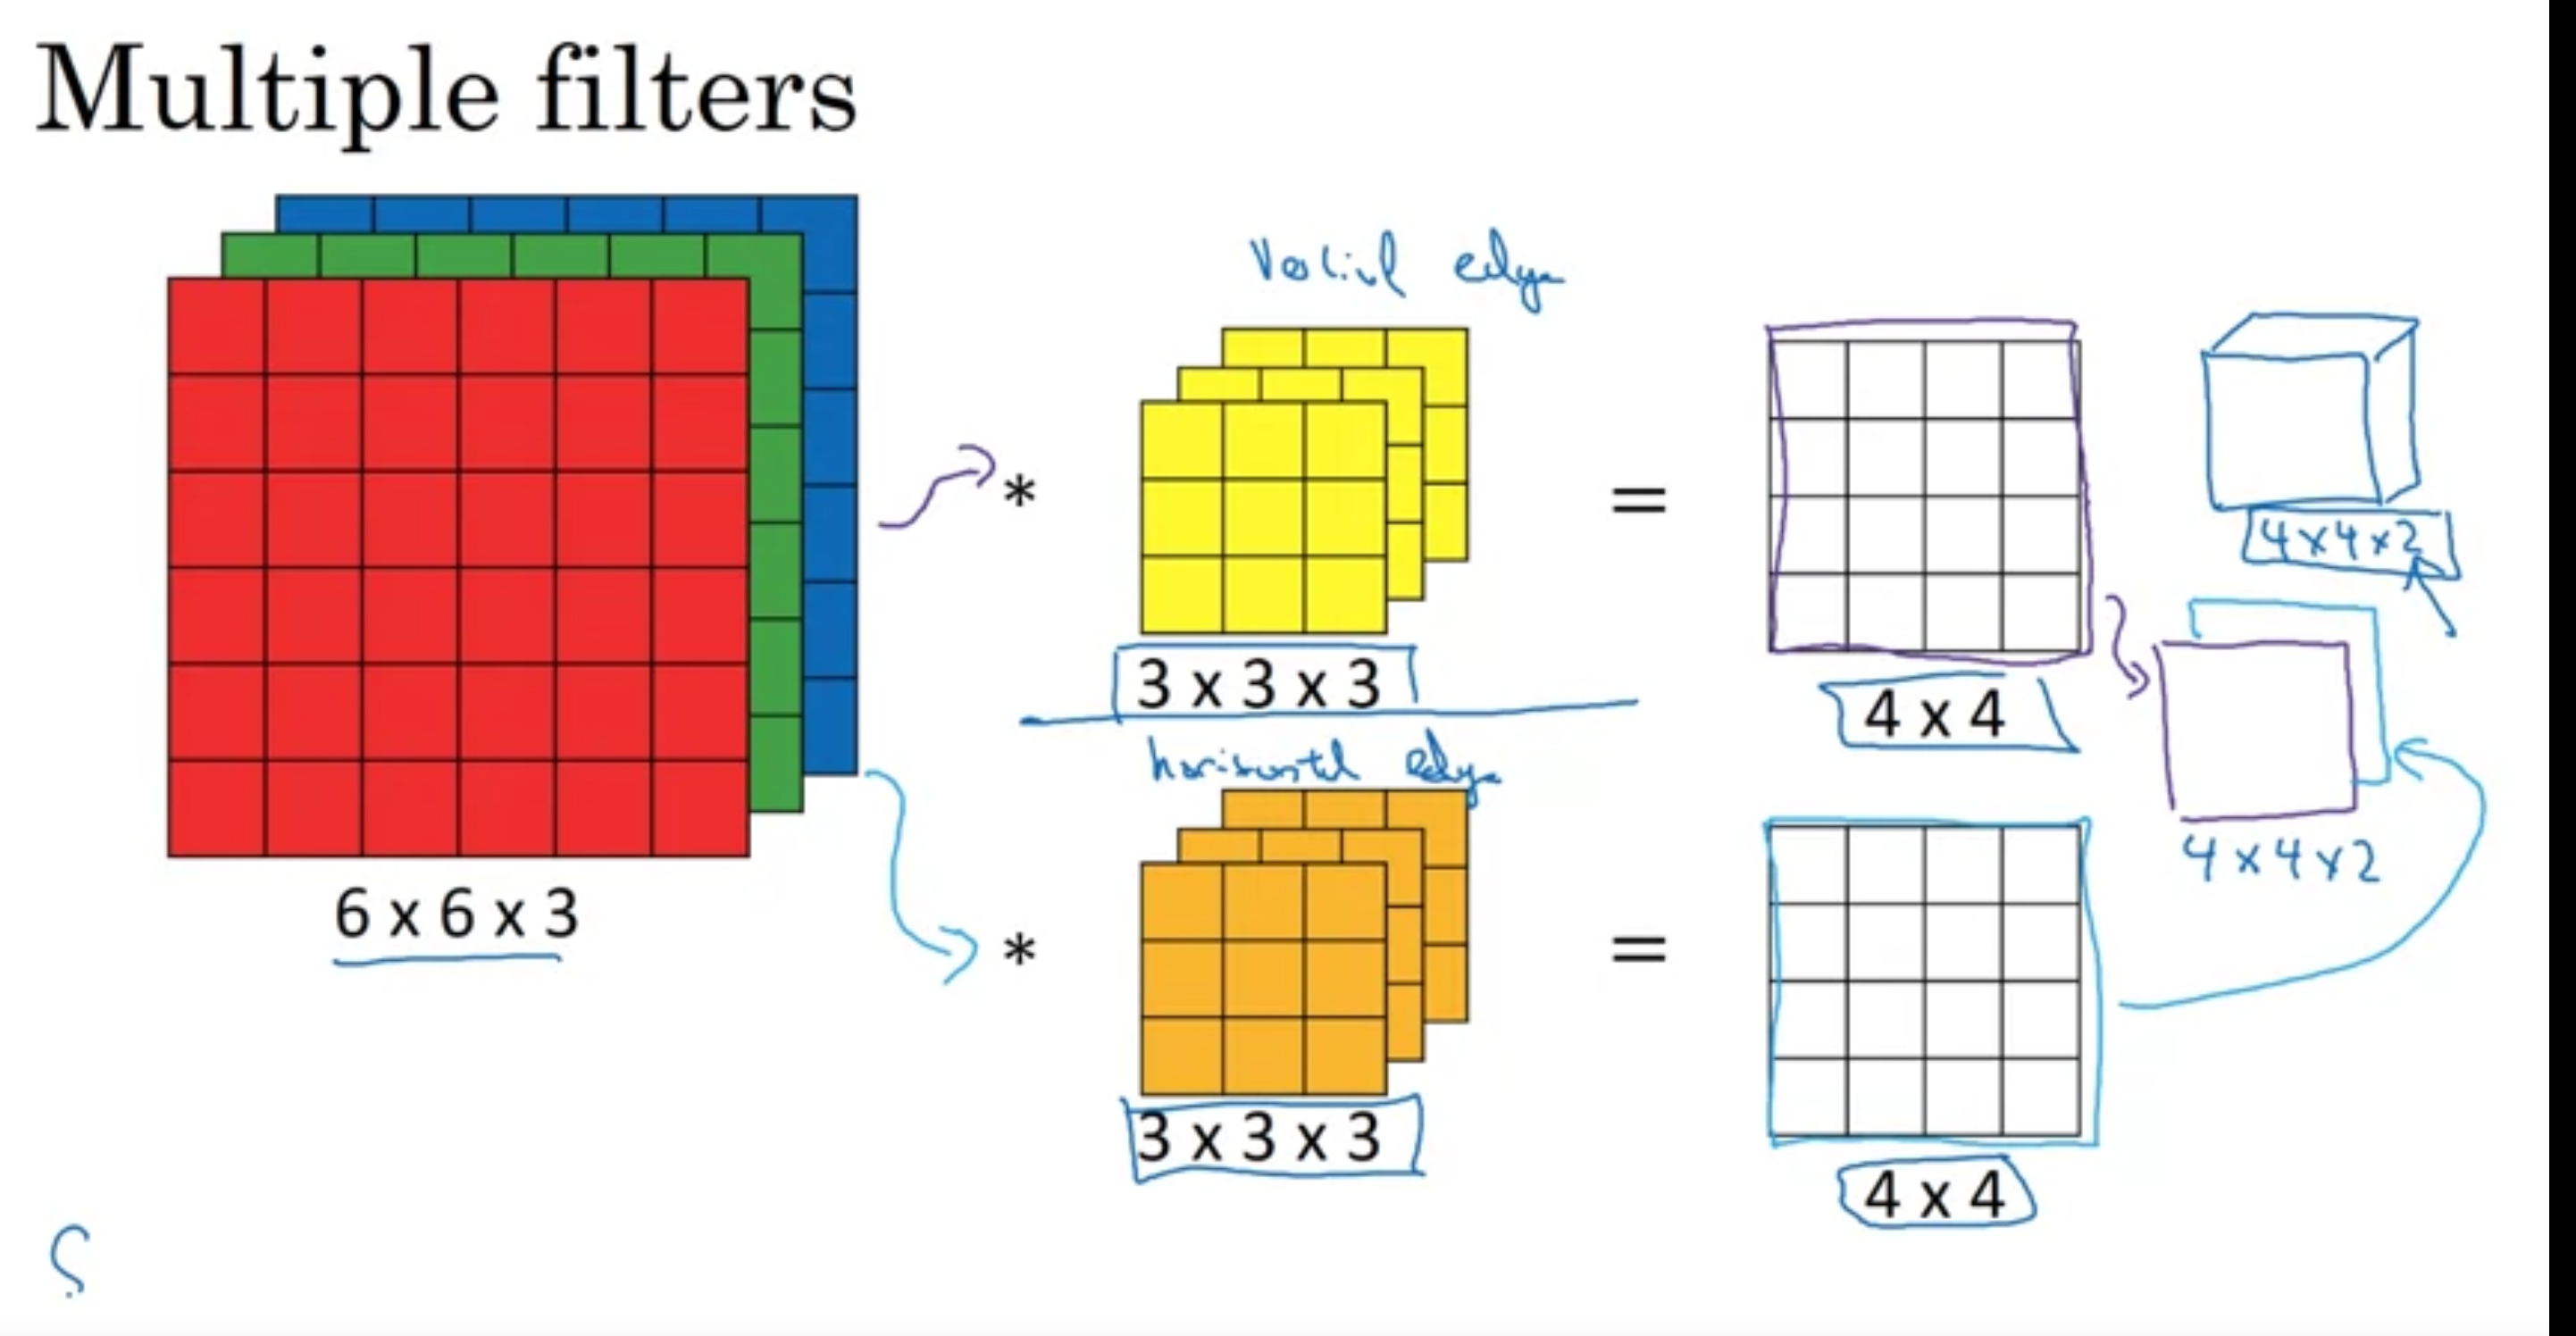 Multiple filters
Vertical edge
*
=
4x4x2
3 x 3 x 3
4 x 4
6 x 6 x 3
horizontal edge
*
=
4x4x2
3 x 3 x 3
4 x 4